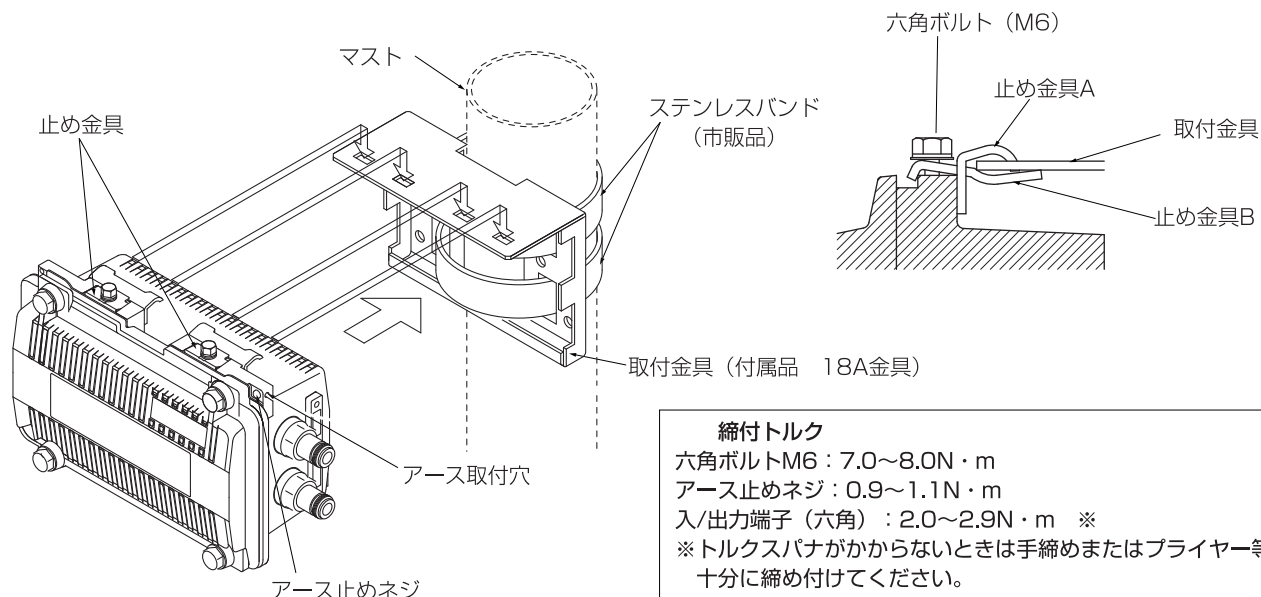 六角ボルト（M6）
マスト
止め金具A
ステンレスバンド
（市販品）
取付金具
止め金具
止め金具B
取付金具（付属品　18A金具）
アース取付穴
アース止めネジ
締付トルク
六角ボルトM6：7.0～8.0N・m
アース止めネジ：0.9～1.1N・m
入/出力端子（六角）：2.0～2.9N・m　※
※トルクスパナがかからないときは手締めまたはプライヤー等
十分に締め付けてください。